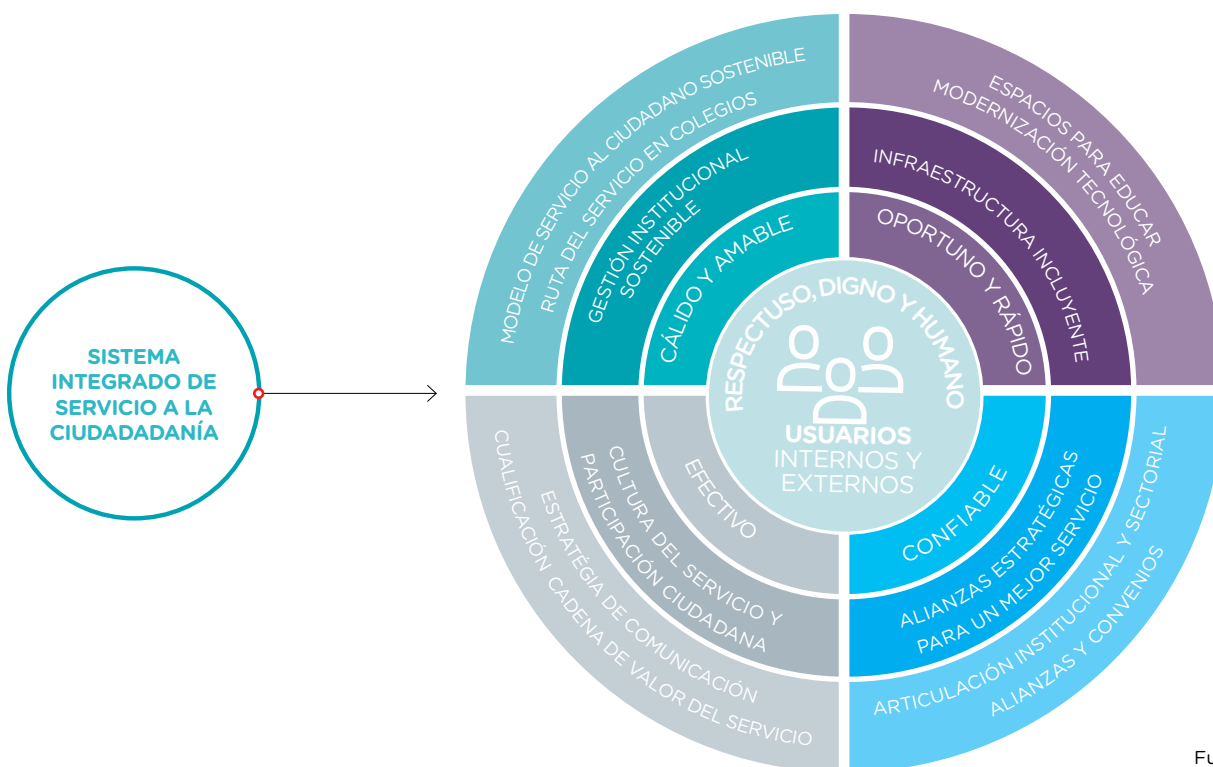 SISTEMA
INTEGRADO DE
SERVICIO A LA
CIUDADADANÍA
MODELO DE SERVICIO AL CIUDADANO SOSTENIBLE
RUTA DEL SERVICIO EN COLEGIOS
GESTIÓN INSTITUCIONAL
SOSTENIBLE
CÁLIDO Y AMABLE
ESPACIOS PARA EDUCAR
MODERNIZACIÓN TECNOLÓGICA
INFRAESTRUCTURA INCLUYENTE
OPORTUNO Y RÁPIDO
RESPECTUSO, DIGNO Y HUMANO
USUARIOS
INTERNOS Y
EXTERNOS
EFECTIVO
CULTURA DEL SERVICIO Y
PARTICIPACIÓN CIUDADANA
ESTRATÉGIA DE COMUNICACIÓN
CUALIFICACIÓN CADENA DE VALOR DEL SERVICIO
CONFIABLE
ALIANZAS ESTRATÉGICAS
PARA UN MEJOR SERVICIO
ARTICULACIÓN INSTITUCIONAL Y SECTORIAL
ALIANZAS Y CONVENIOS
Fu